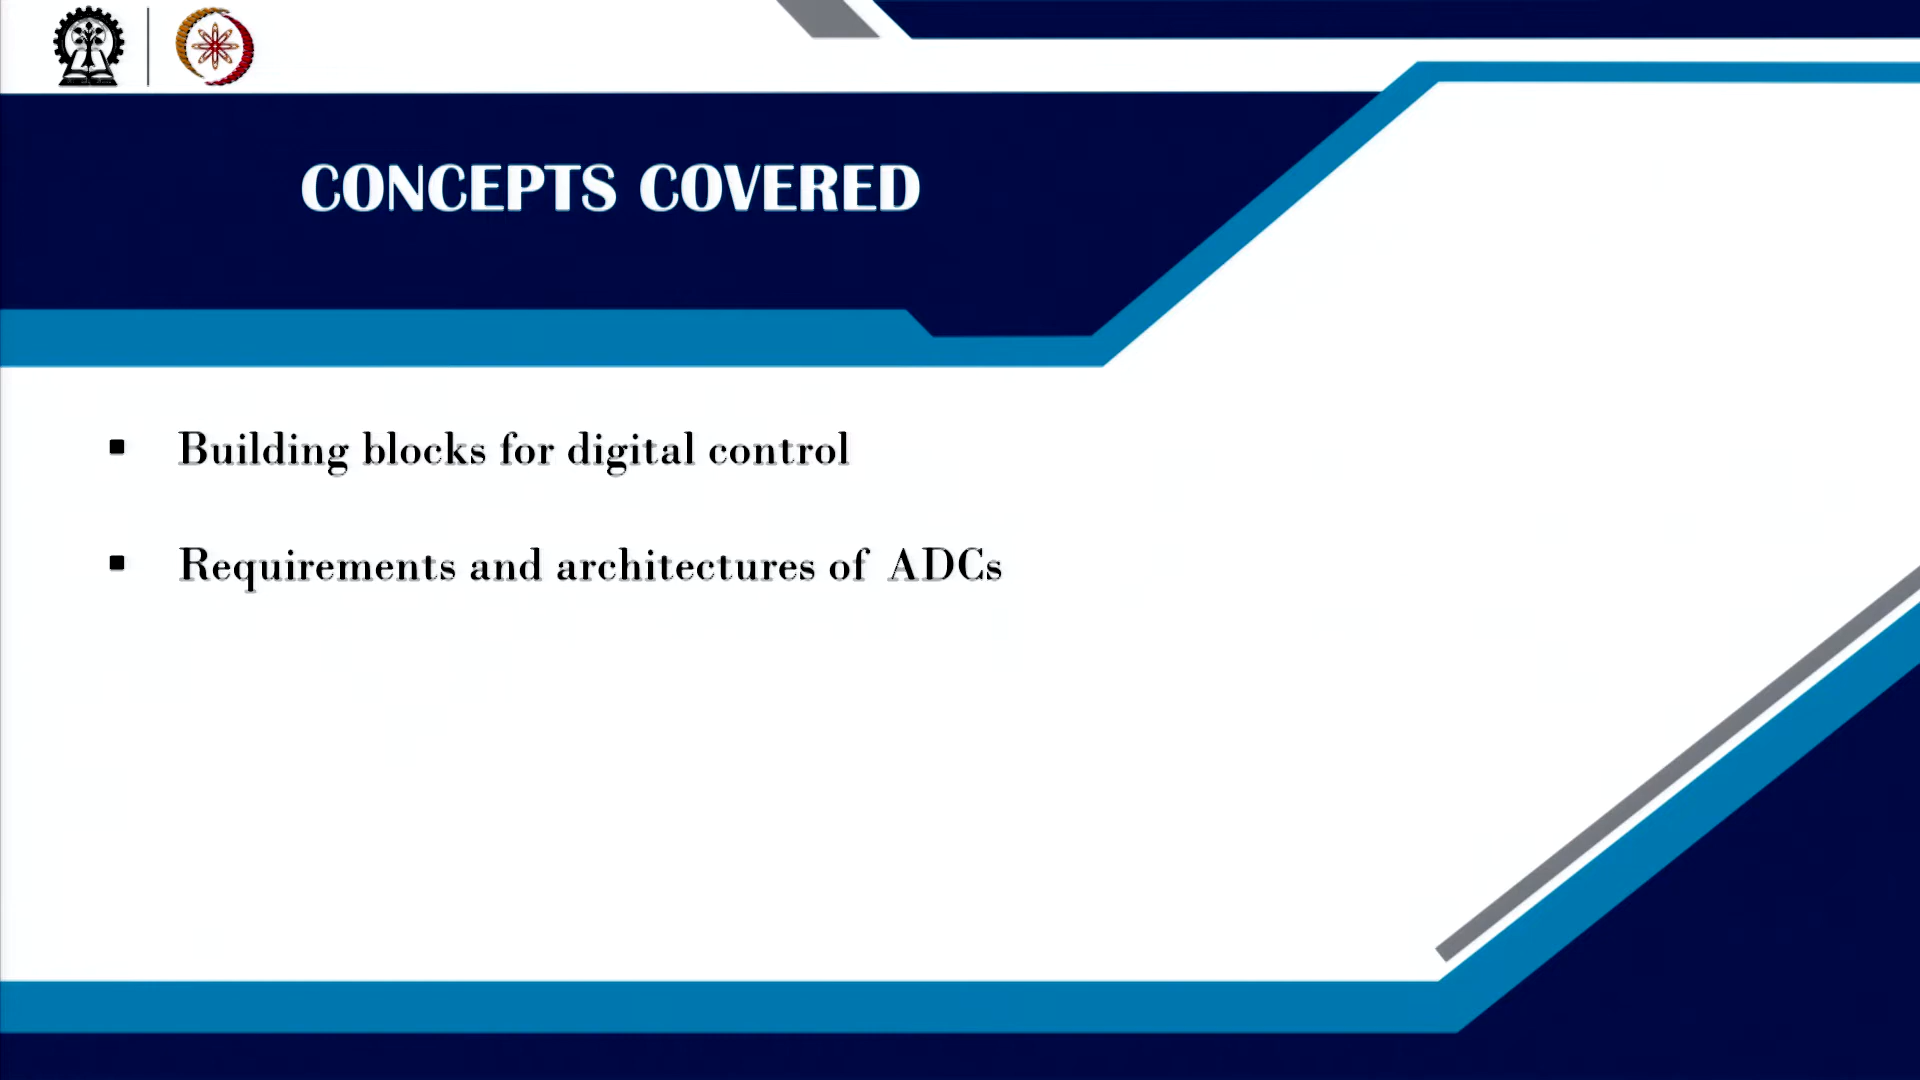 CONCEPTS COVERED
▪ Building blocks for digital control
▪ Requirements and architectures of ADCs